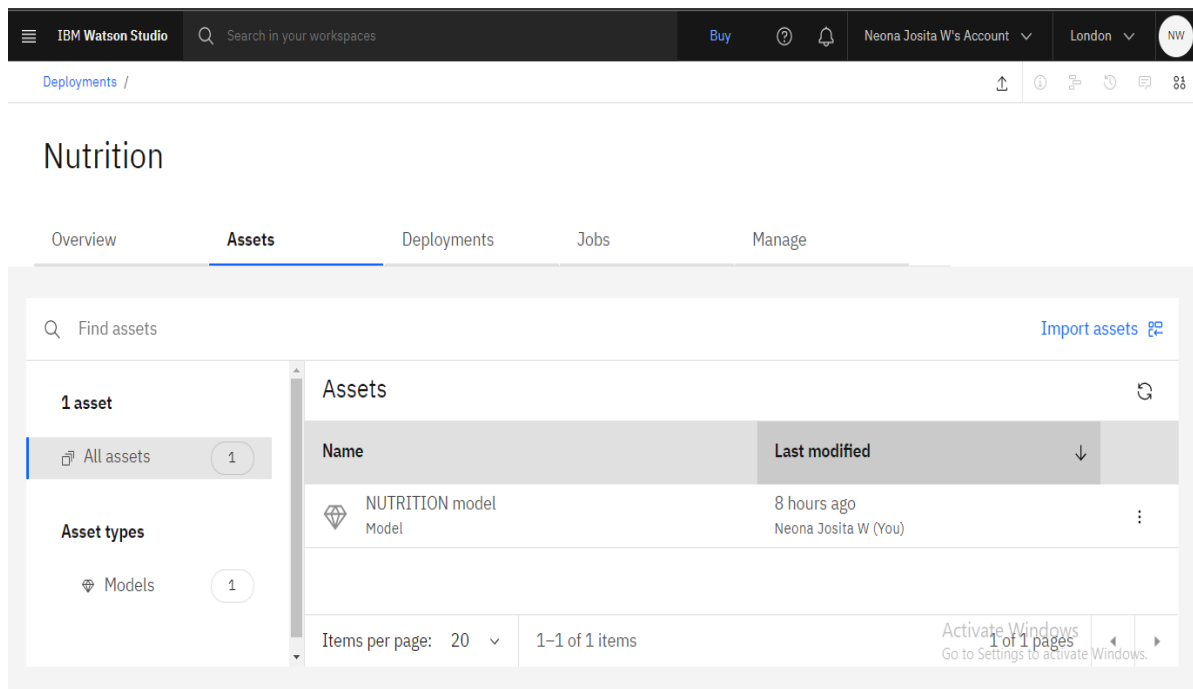 IBM Watson Studio Search in your workspaces Buy Neona Josita W's Account London NW
Deployments /
Nutrition
Overview Assets Deployments Jobs Manage
Find assets Import assets
1 asset
All assets 1
Asset types
Models 1
Assets
Name Last modified
NUTRITION model 8 hours ago
Model Neona Josita W (You)
Items per page: 20 1–1 of 1 items 1 of 1 pages
Activate Windows
Go to Settings to activate Windows.